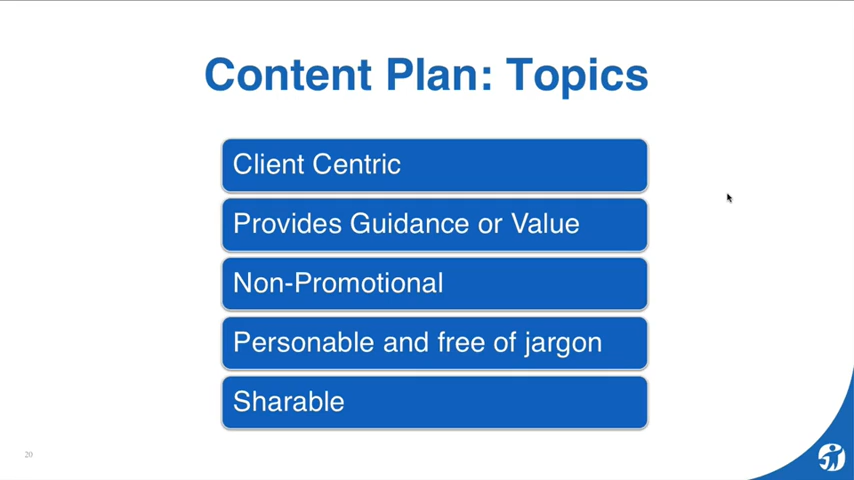 Content Plan: Topics
Client Centric
Provides Guidance or Value
Non-Promotional
Personable and free of jargon
Sharable
20